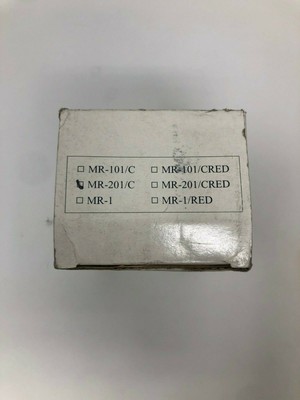 ☐ MR-101/C ☐ MR-101/CRED
☑ MR-201/C ☐ MR-201/CRED
☐ MR-1 ☐ MR-1/RED